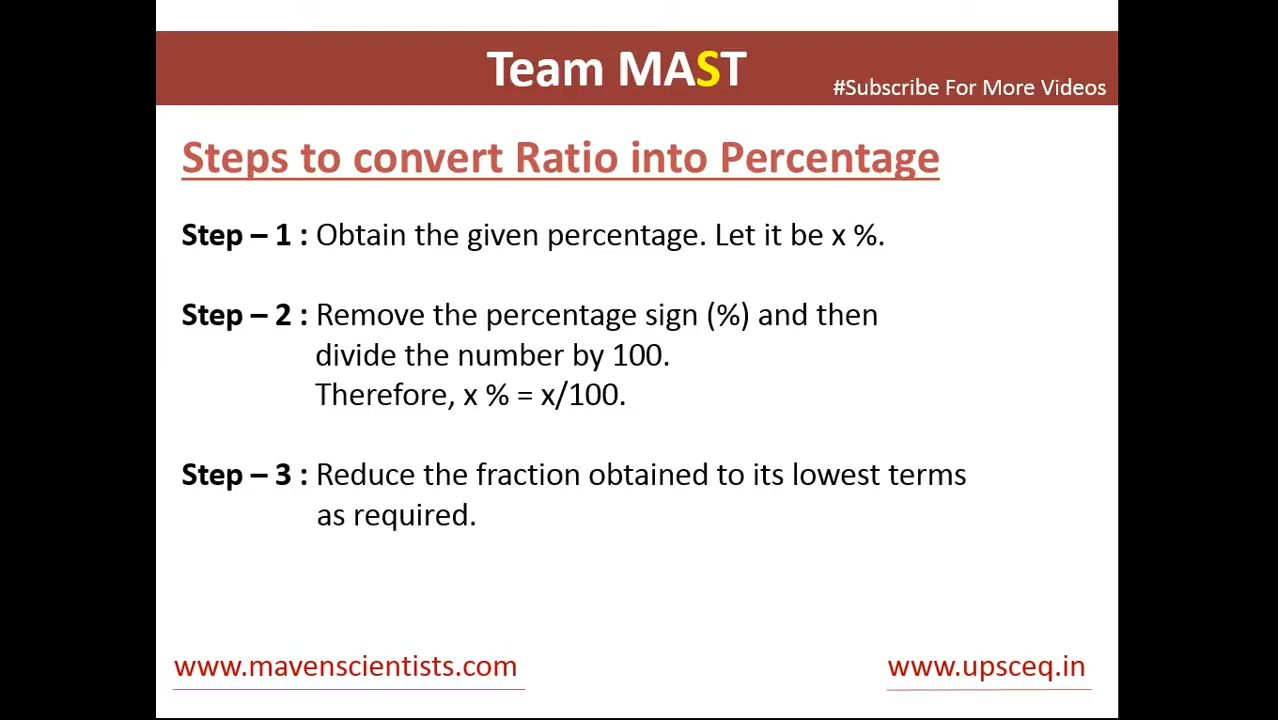 Team MAST
#Subscribe For More Videos
Steps to convert Ratio into Percentage
Step – 1 : Obtain the given percentage. Let it be x %.
Step – 2 : Remove the percentage sign (%) and then
divide the number by 100.
Therefore, x % = x/100.
Step – 3 : Reduce the fraction obtained to its lowest terms
as required.
www.mavenscientists.com
www.upsceq.in